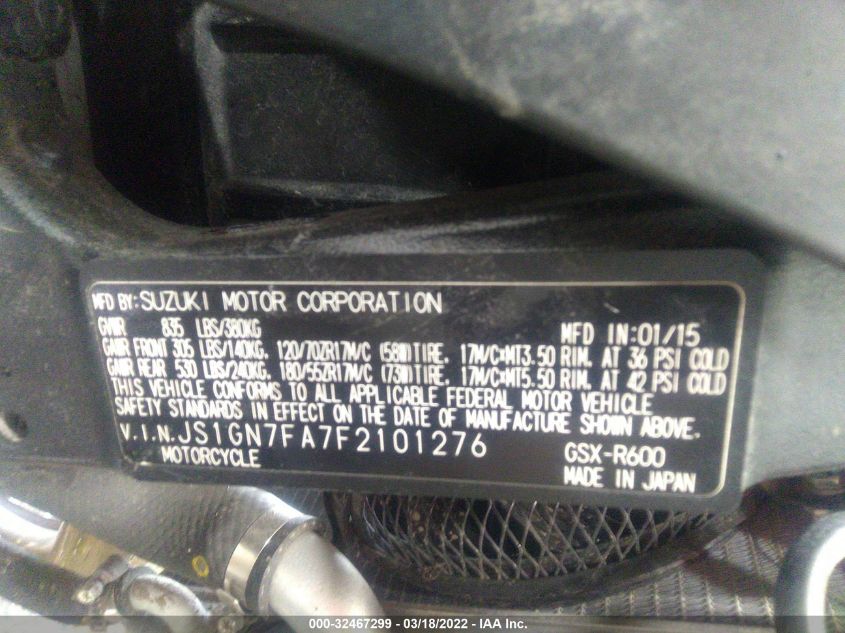 MFD BY: SUZUKI MOTOR CORPORATION
GVWR 835 LBS/380KG MFD IN: 01/15
GAWR FRONT 305 LBS/140KG, 120/70ZR17M/C (58W) TIRE, 17M/C×MT3.50 RIM, AT 36 PSI COLD
GAWR REAR 530 LBS/240KG, 180/55ZR17M/C (73W) TIRE, 17M/C×MT5.50 RIM, AT 42 PSI COLD
THIS VEHICLE CONFORMS TO ALL APPLICABLE FEDERAL MOTOR VEHICLE
SAFETY STANDARDS IN EFFECT ON THE DATE OF MANUFACTURE SHOWN ABOVE.
V.I.N. JS1GN7FA7F2101276 GSX-R600
MOTORCYCLE MADE IN JAPAN
000-32467299 - 03/18/2022 - IAA Inc.